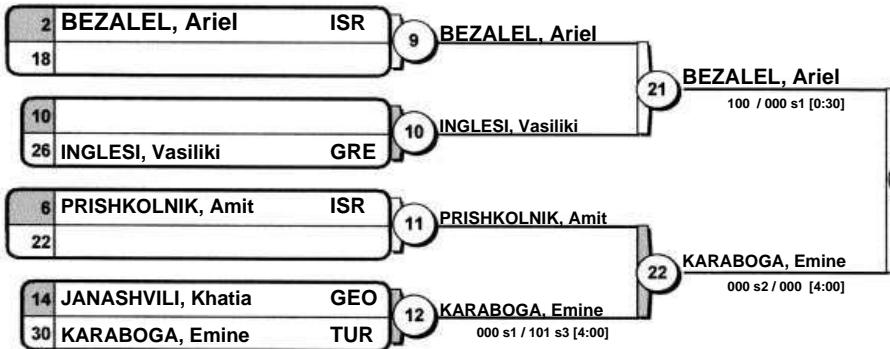 2 BEZALEL, Ariel ISR
18
9
BEZALEL, Ariel
10
26 INGLESI, Vasiliki GRE
10
INGLESI, Vasiliki
21
BEZALEL, Ariel
100 / 000 s1 [0:30]
6 PRISHKOLNIK, Amit ISR
22
11
PRISHKOLNIK, Amit
14 JANASHVILI, Khatia GEO
30 KARABOGA, Emine TUR
12
KARABOGA, Emine
000 s1 / 101 s3 [4:00]
22
KARABOGA, Emine
000 s2 / 000 [4:00]